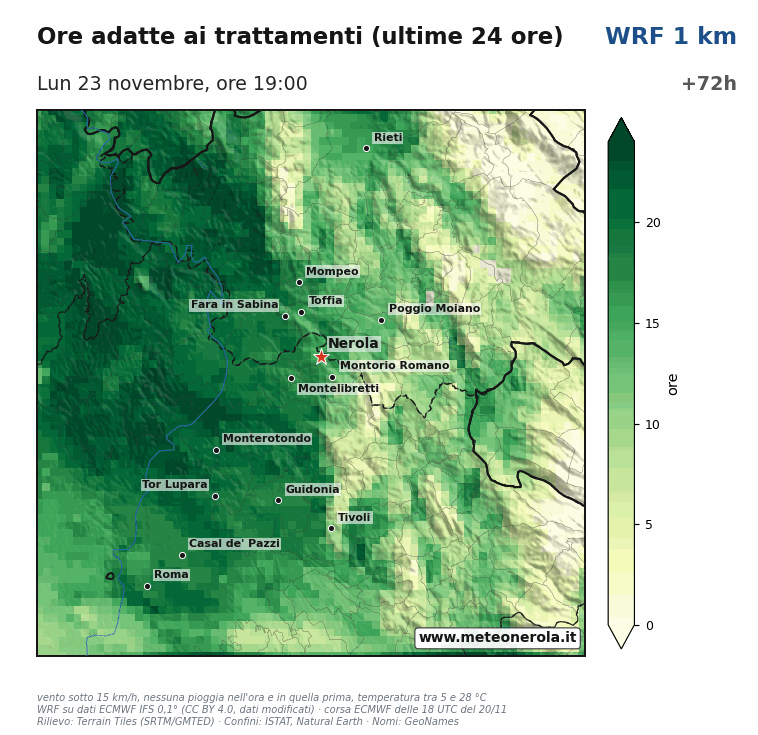 Ore adatte ai trattamenti (ultime 24 ore)
WRF 1 km
Lun 23 novembre, ore 19:00
+72h
Rieti
Mompeo
Fara in Sabina
Toffia
Poggio Moiano
Nerola
Montorio Romano
Montelibretti
Monterotondo
Tor Lupara
Guidonia
Tivoli
Casal de' Pazzi
Roma
www.meteonerola.it
20
15
10
5
0
ore
vento sotto 15 km/h, nessuna pioggia nell'ora e in quella prima, temperatura tra 5 e 28 °C
WRF su dati ECMWF IFS 0,1° (CC BY 4.0, dati modificati) · corsa ECMWF delle 18 UTC del 20/11
Rilievo: Terrain Tiles (SRTM/GMTED) · Confini: ISTAT, Natural Earth · Nomi: GeoNames